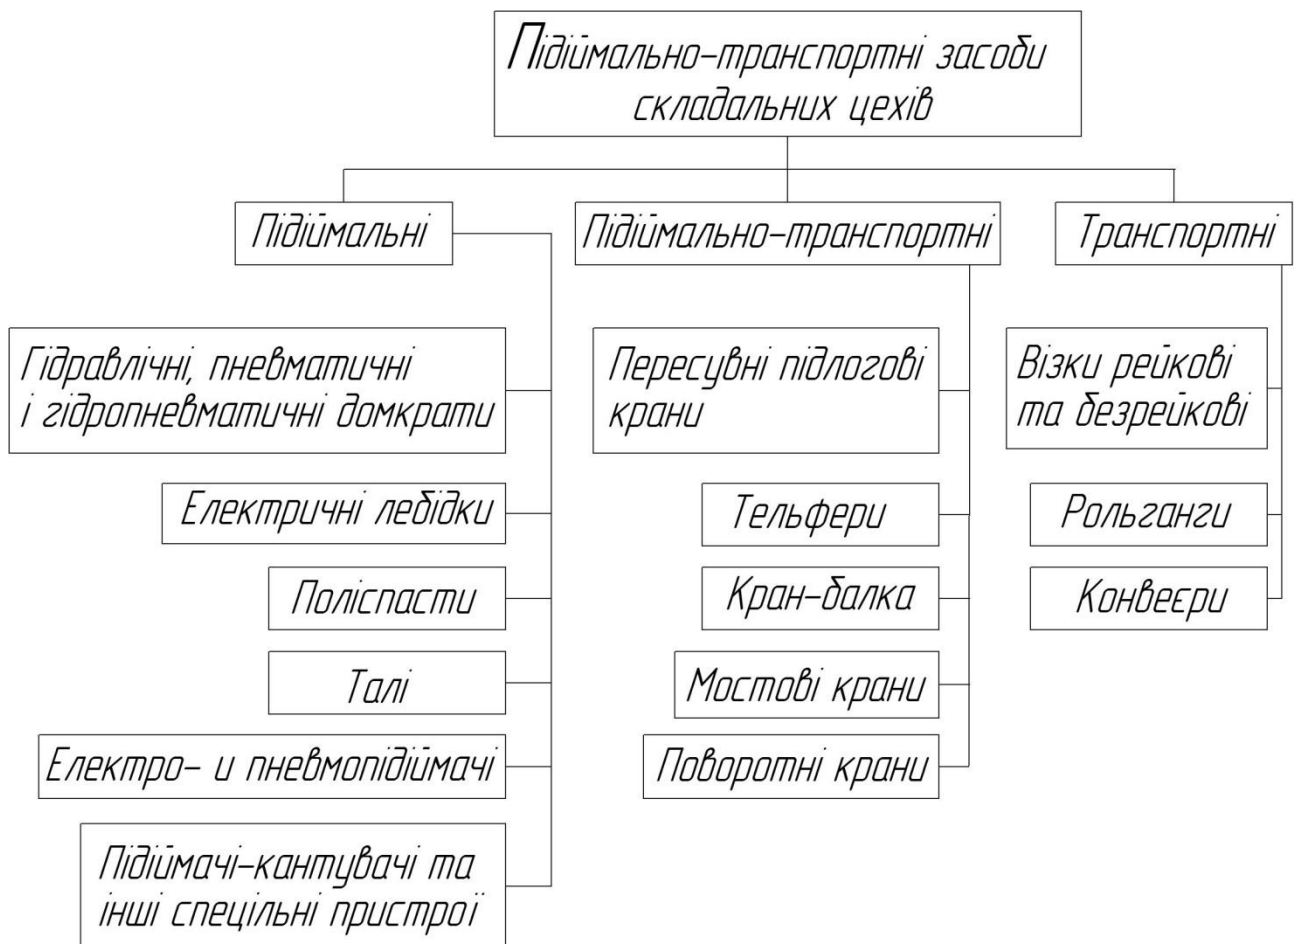 Підіймально-транспортні засоби
складальних цехів
Підіймальні
Підіймально-транспортні
Транспортні
Гідравлічні, пневматичні
і гідропневматичні домкрати
Електричні лебідки
Поліспасти
Талі
Електро- и пневмопідіймачі
Підіймачі-кантувачі та
інші спецільні пристрої
Пересувні підлогові
крани
Тельфери
Кран-балка
Мостові крани
Поворотні крани
Візки рейкові
та безрейкові
Рольганги
Конвеєри